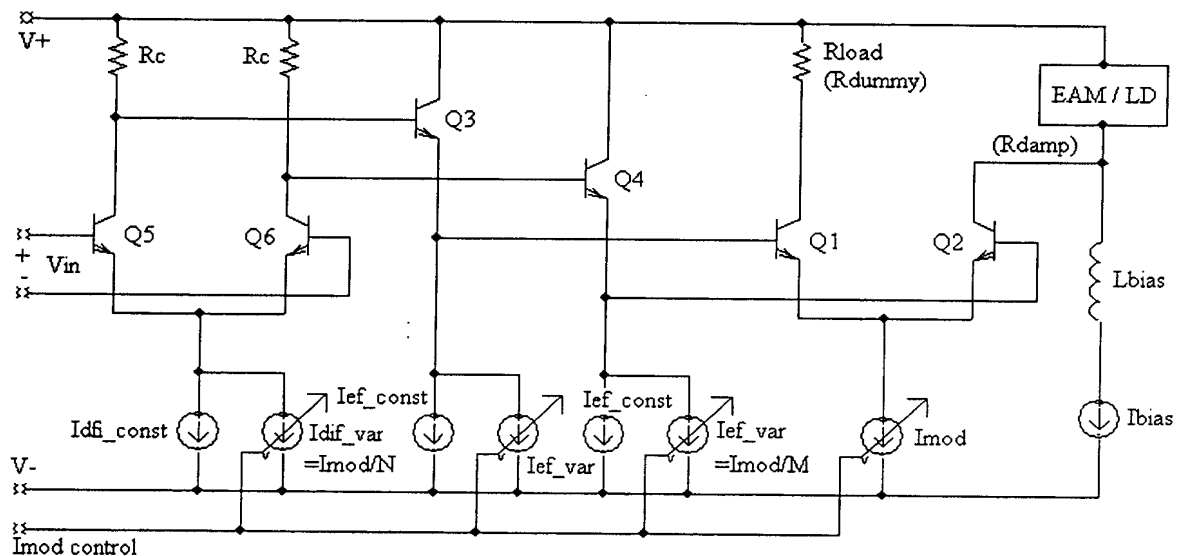 V+
Rc
Rc
Rload
(Rdummy)
EAM / LD
Q3
(Rdamp)
Q4
Q5
Q6
Q1
Q2
+
Vin
-
Lbias
Ief_const
Ief_const
Idfi_const
Idif_var
=Imod/N
Ief_var
Ief_var
=Imod/M
Imod
Ibias
V-
Imod control